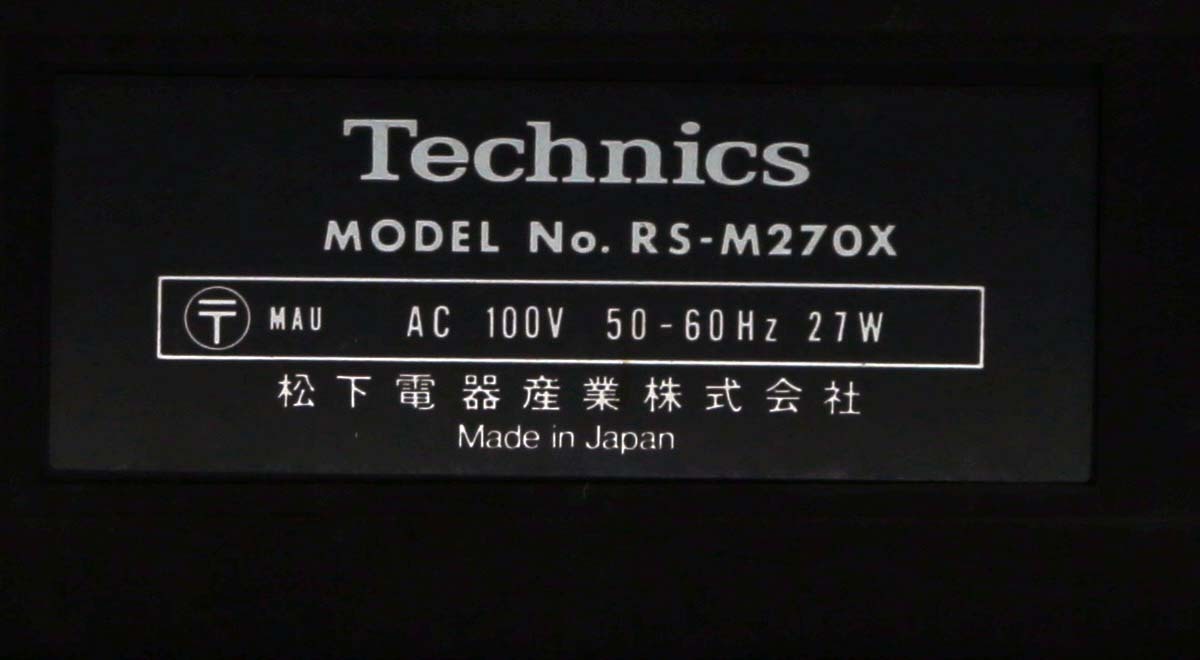 Technics
MODEL No. RS-M270X
〒 MAU AC 100V 50-60Hz 27W
松下電器産業株式会社
Made in Japan